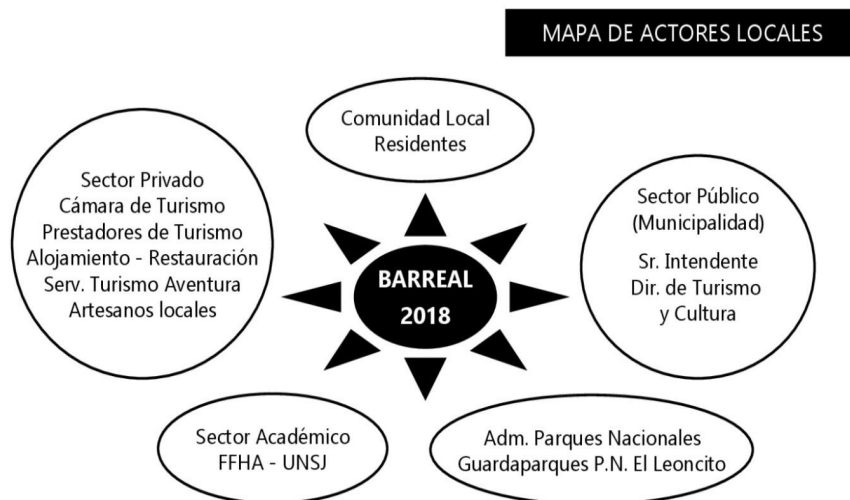 MAPA DE ACTORES LOCALES
Comunidad Local
Residentes
Sector Privado
Cámara de Turismo
Prestadores de Turismo
Alojamiento - Restauración
Serv. Turismo Aventura
Artesanos locales
Sector Público
(Municipalidad)
Sr. Intendente
Dir. de Turismo
y Cultura
BARREAL
2018
Sector Académico
FFHA - UNSJ
Adm. Parques Nacionales
Guardaparques P.N. El Leoncito